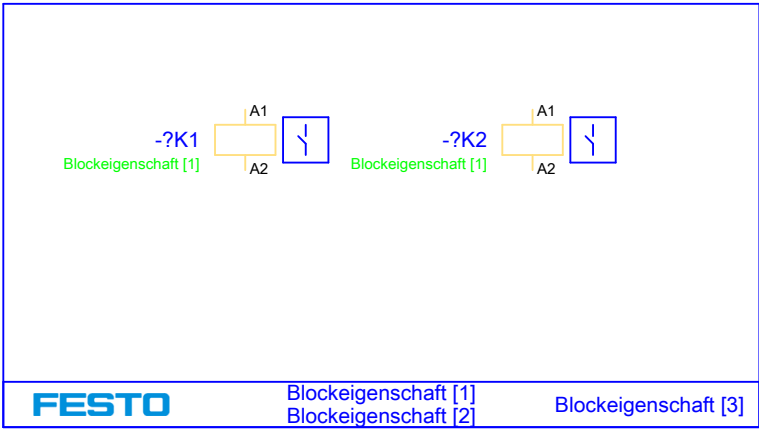 A1
A1
-?K1
-?K2
Blockeigenschaft [1]
Blockeigenschaft [1]
A2
A2
FESTO
Blockeigenschaft [1]
Blockeigenschaft [2]
Blockeigenschaft [3]